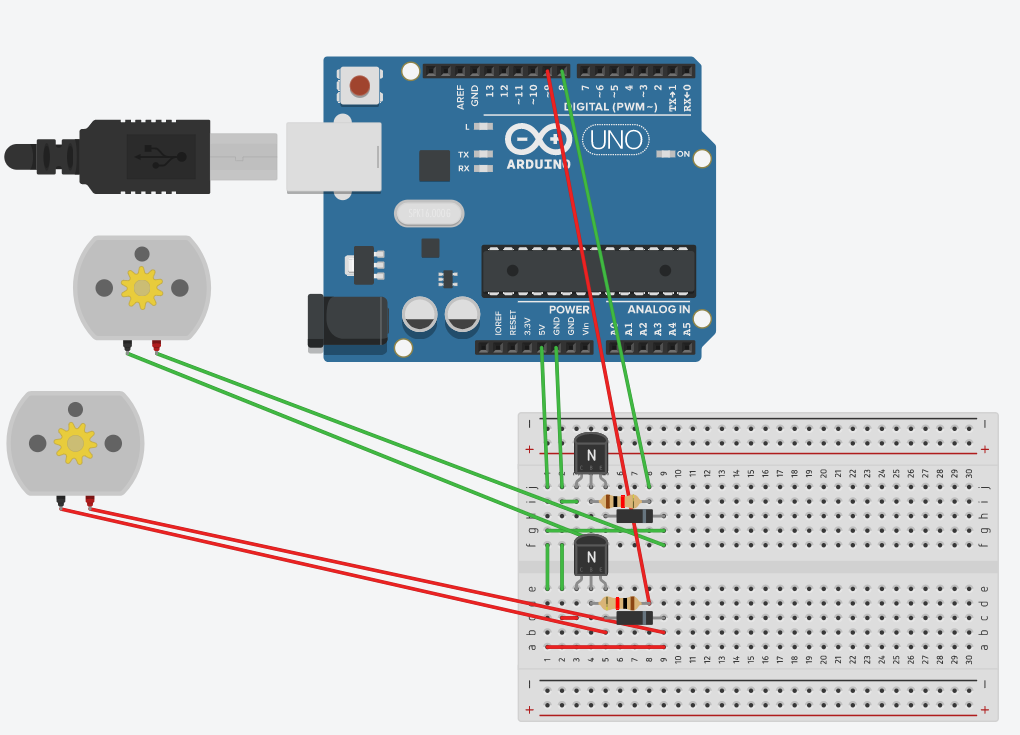 AREF
GND
13
12
~11
~10
~9
8
7
~6
~5
4
~3
2
TX→1
RX←0
DIGITAL (PWM~)
L
TX
RX
ARDUINO
UNO
ON
POWER
ANALOG IN
IOREF
RESET
3.3V
5V
GND
GND
Vin
A0
A1
A2
A3
A4
A5
N
N
6 7 8 9 10 11 12 13 14 15 16 17 18 19 20 21 22 23 24 25 26 27 28 29 30
j
i
h
g
f
e
d
c
b
a
j
i
h
g
f
e
d
c
b
a
1 2 3 4 5 6 7 8 9 10 11 12 13 14 15 16 17 18 19 20 21 22 23 24 25 26 27 28 29 30